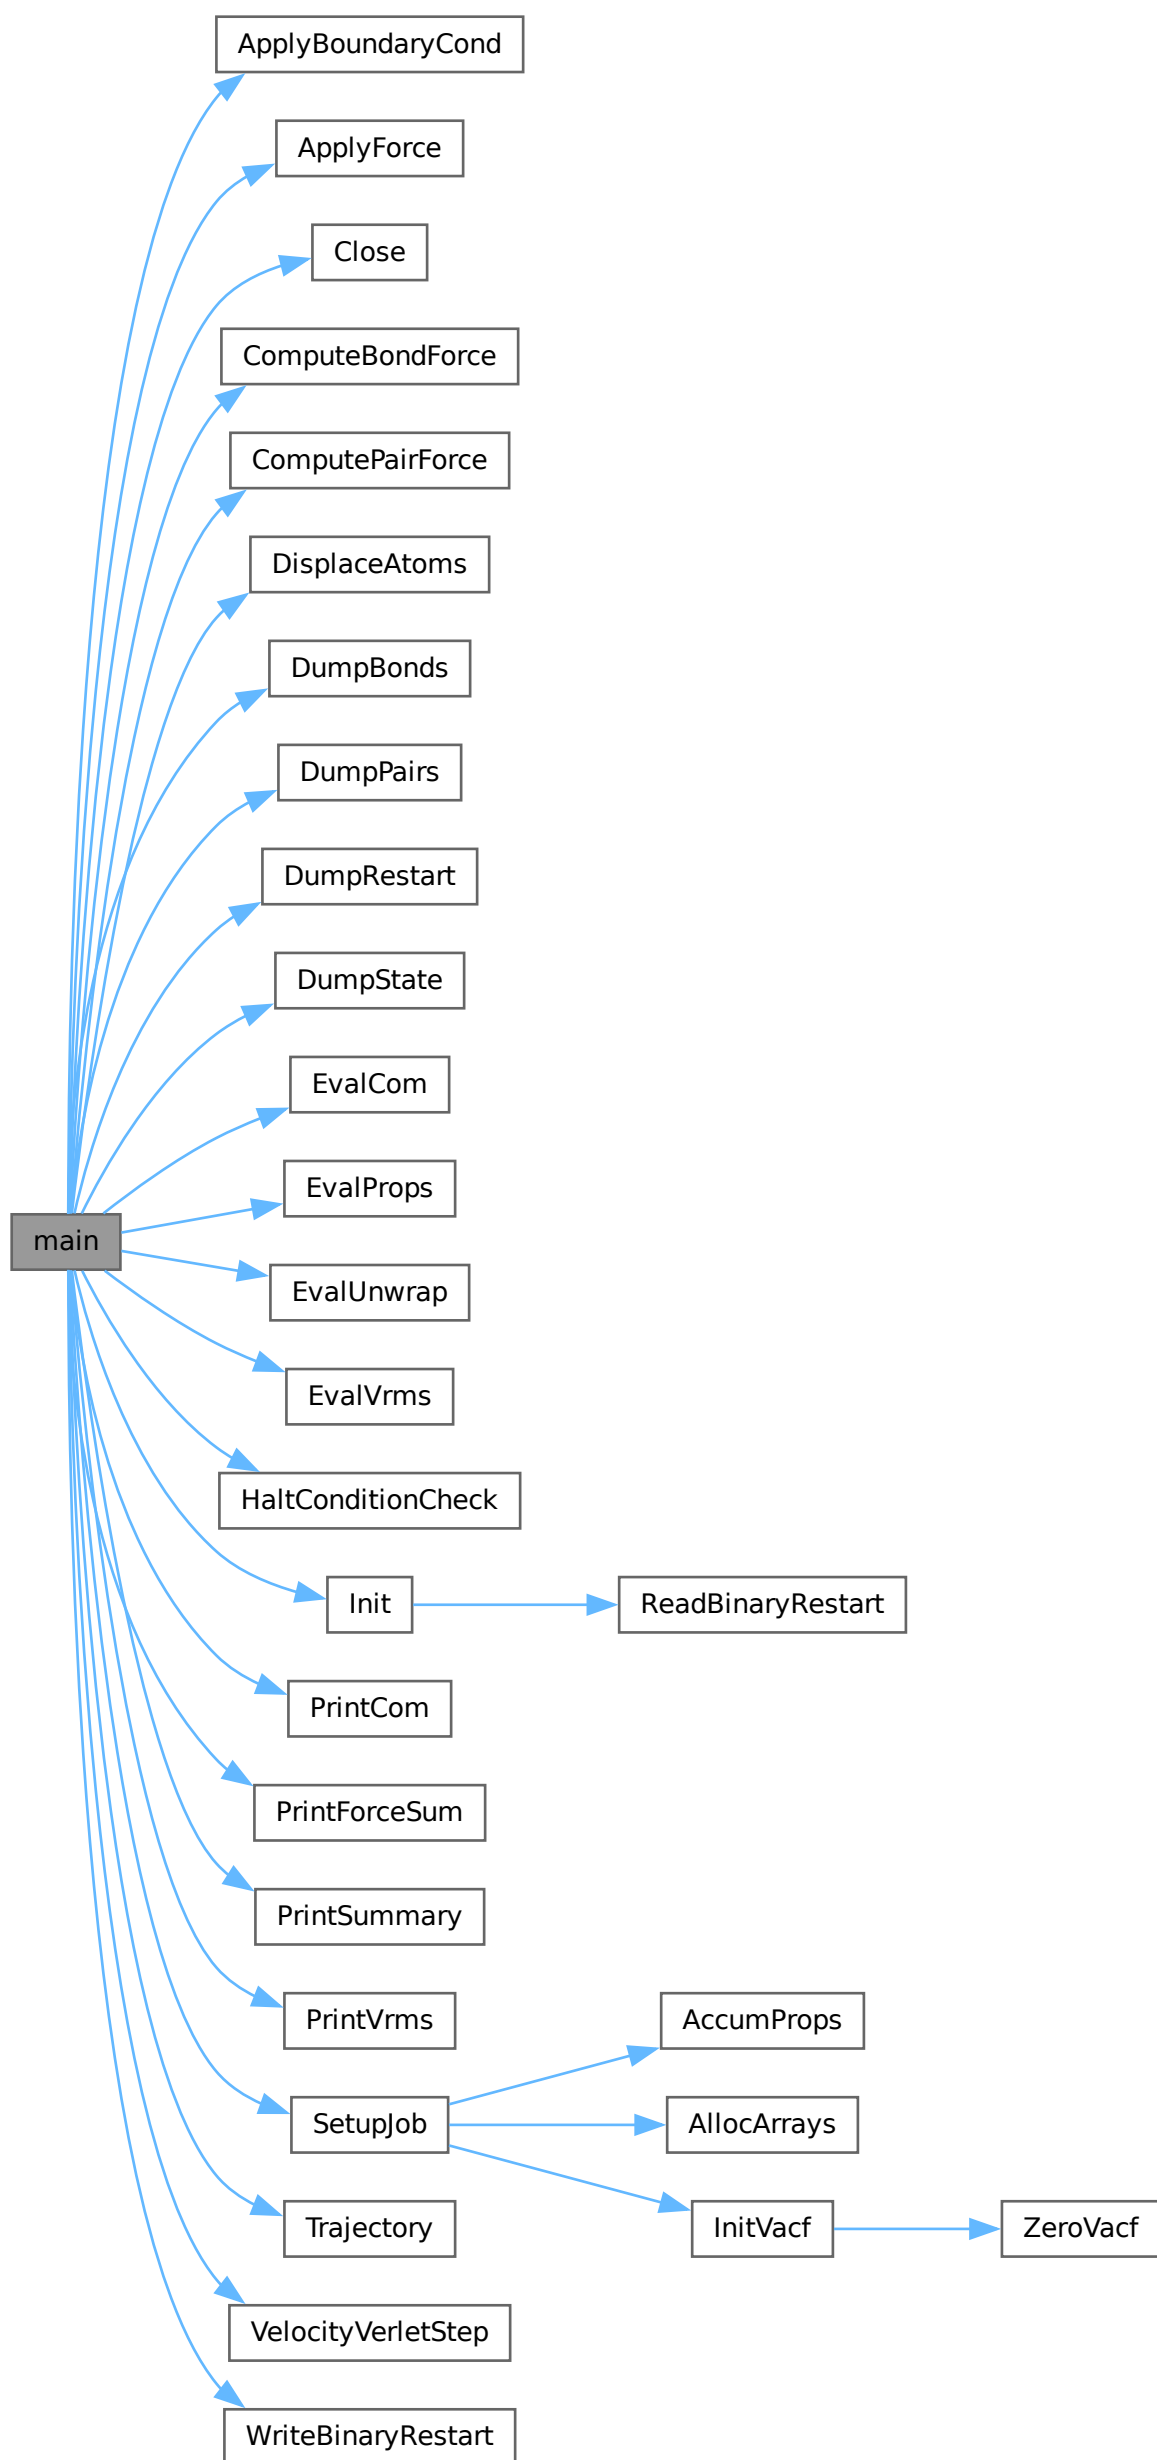 ApplyBoundaryCond
ApplyForce
Close
ComputeBondForce
ComputePairForce
DisplaceAtoms
DumpBonds
DumpPairs
DumpRestart
DumpState
EvalCom
EvalProps
main
EvalUnwrap
EvalVrms
HaltConditionCheck
Init
ReadBinaryRestart
PrintCom
PrintForceSum
PrintSummary
PrintVrms
AccumProps
SetupJob
AllocArrays
Trajectory
InitVacf
ZeroVacf
VelocityVerletStep
WriteBinaryRestart